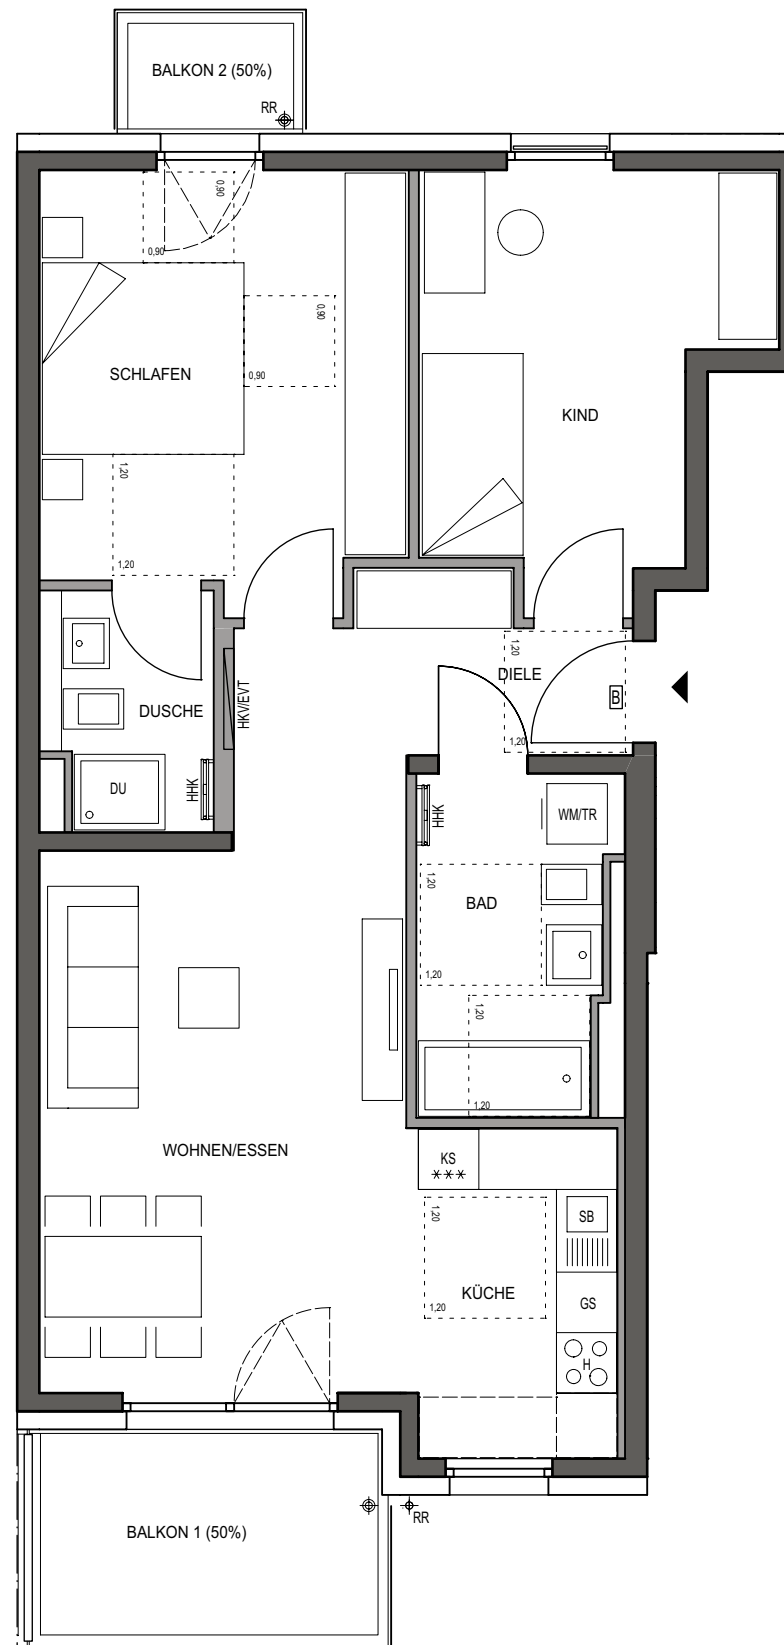 BALKON 2 (50%)
RR
0,90
0,90
0,90
0,90
SCHLAFEN
KIND
1,20
1,20
DIELE
1,20
1,20
B
HKV/EVT
DUSCHE
DU
HHK
HHK
WM/TR
1,20
BAD
1,20
1,20
1,20
WOHNEN/ESSEN
KS
***
1,20
SB
KÜCHE
1,20
GS
H
BALKON 1 (50%)
RR